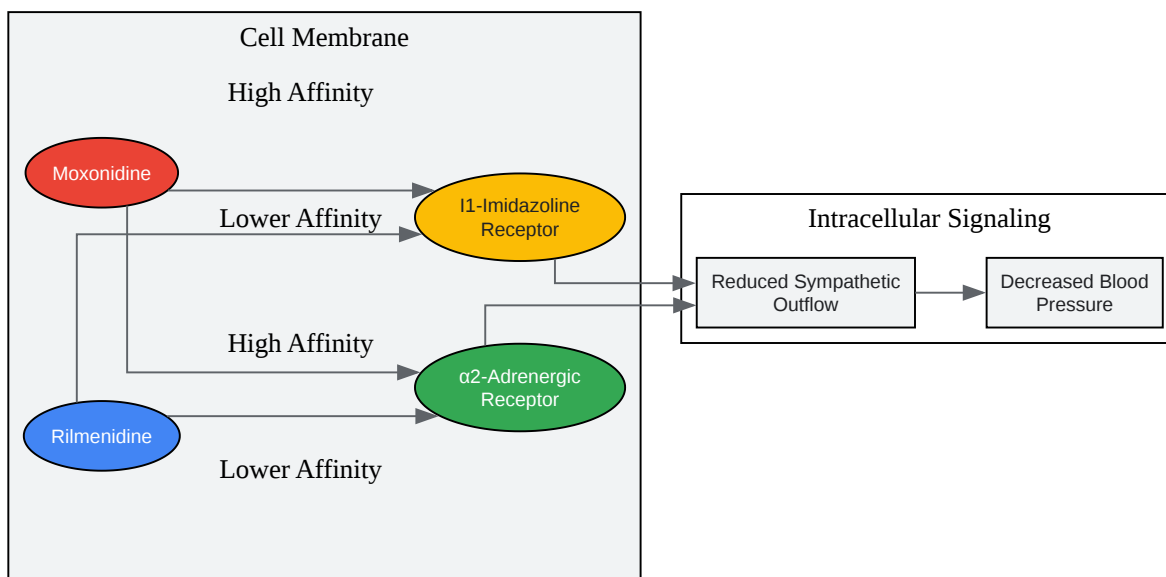 Cell Membrane
High Affinity
Moxonidine
I1-Imidazoline
Receptor
Lower Affinity
Intracellular Signaling
Reduced Sympathetic
Outflow
Decreased Blood
Pressure
High Affinity
α2-Adrenergic
Receptor
Rilmenidine
Lower Affinity